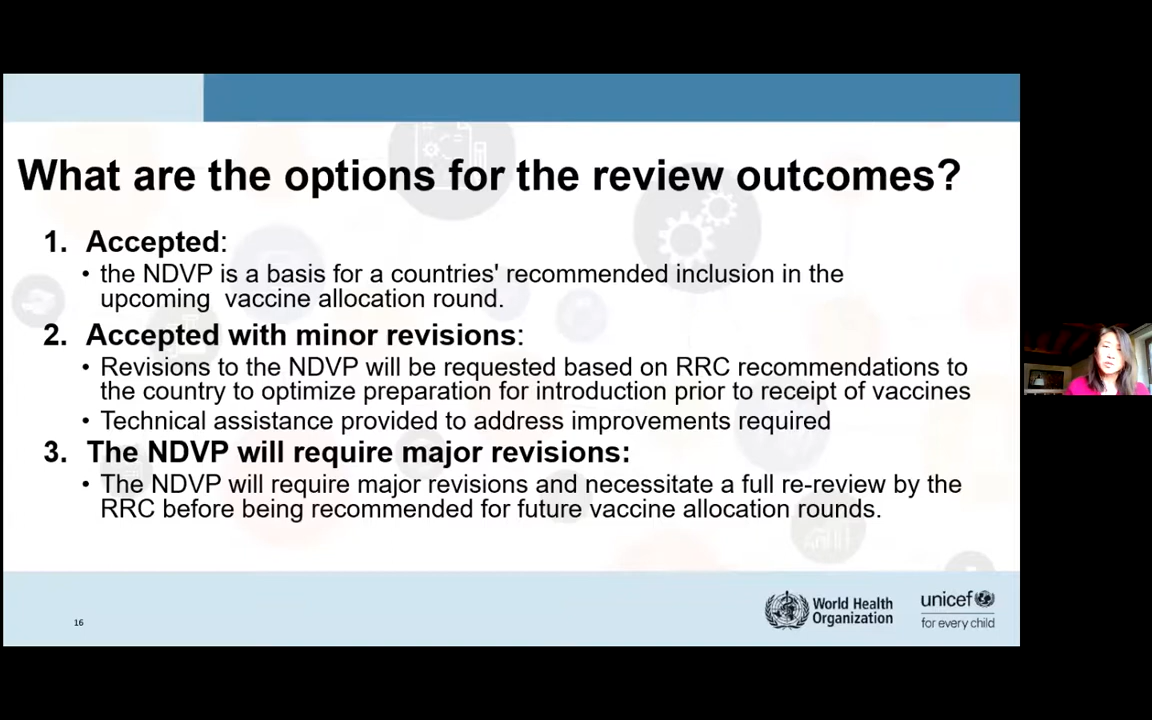 What are the options for the review outcomes?
1. Accepted:
• the NDVP is a basis for a countries' recommended inclusion in the
upcoming vaccine allocation round.
2. Accepted with minor revisions:
• Revisions to the NDVP will be requested based on RRC recommendations to
the country to optimize preparation for introduction prior to receipt of vaccines
• Technical assistance provided to address improvements required
3. The NDVP will require major revisions:
• The NDVP will require major revisions and necessitate a full re-review by the
RRC before being recommended for future vaccine allocation rounds.
16
World Health
Organization
unicef
for every child